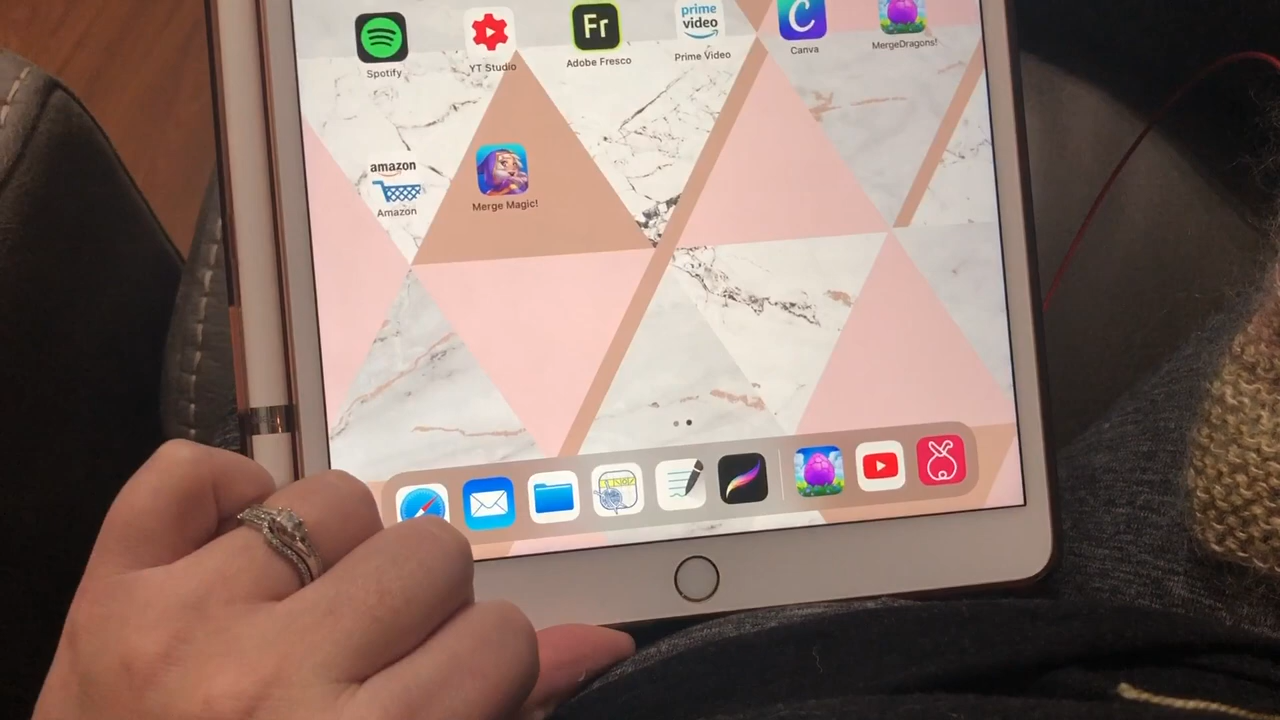 prime
video
Fr
C
Spotify
YT Studio
Adobe Fresco
Prime Video
Canva
MergeDragons!
amazon
Amazon
Merge Magic!